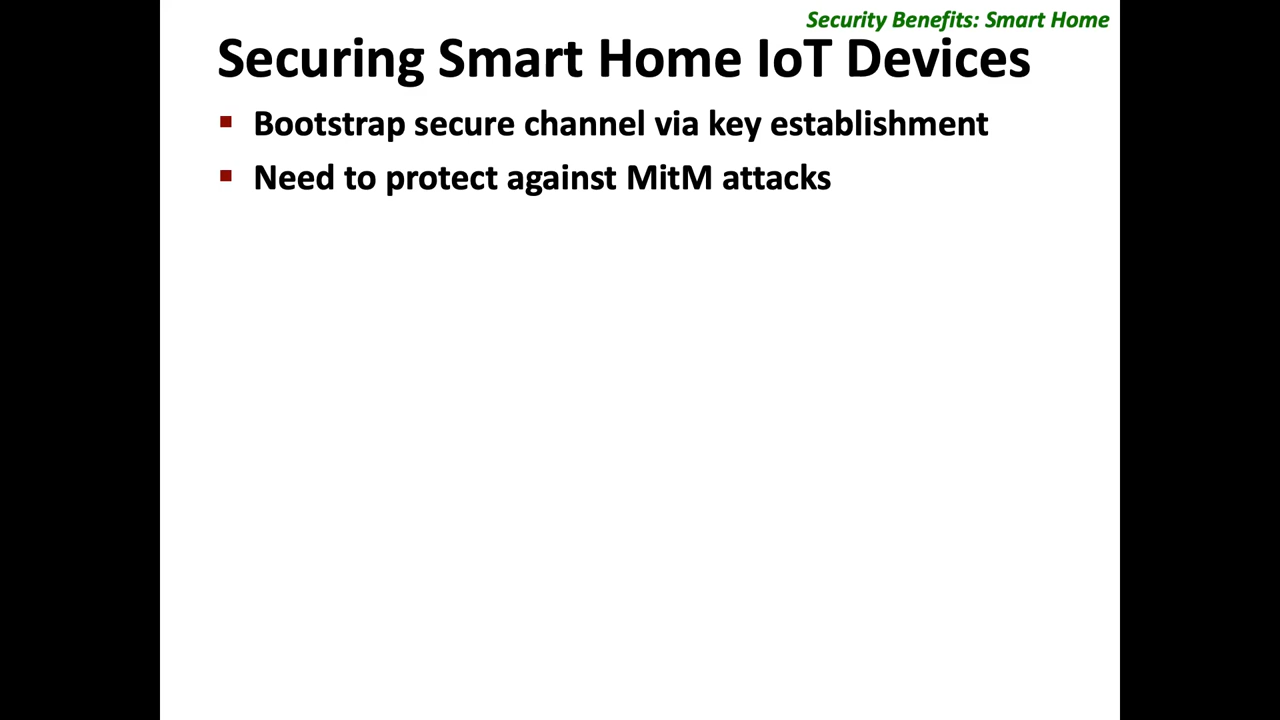 Security Benefits: Smart Home
Securing Smart Home IoT Devices
▪ Bootstrap secure channel via key establishment
▪ Need to protect against MitM attacks